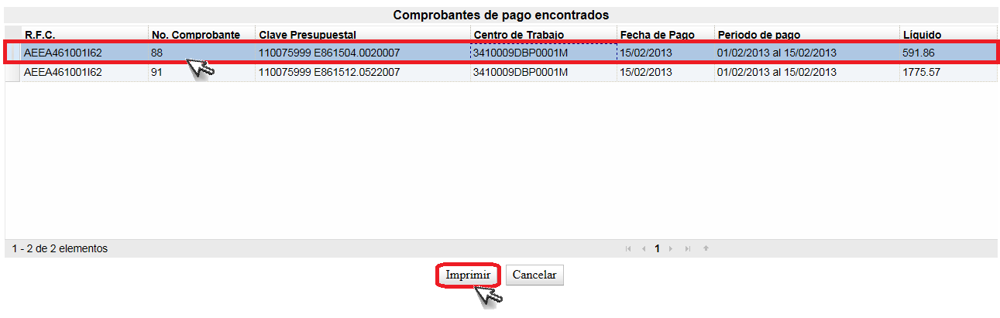 Comprobantes de pago encontrados
R.F.C. No. Comprobante Clave Presupuestal Centro de Trabajo Fecha de Pago Periodo de pago Líquido
AEEA461001I62 88 110075999 E861504.0020007 3410009DBP0001M 15/02/2013 01/02/2013 al 15/02/2013 591.86
AEEA461001I62 91 110075999 E861512.0522007 3410009DBP0001M 15/02/2013 01/02/2013 al 15/02/2013 1775.57
1 - 2 de 2 elementos 1
Imprimir Cancelar